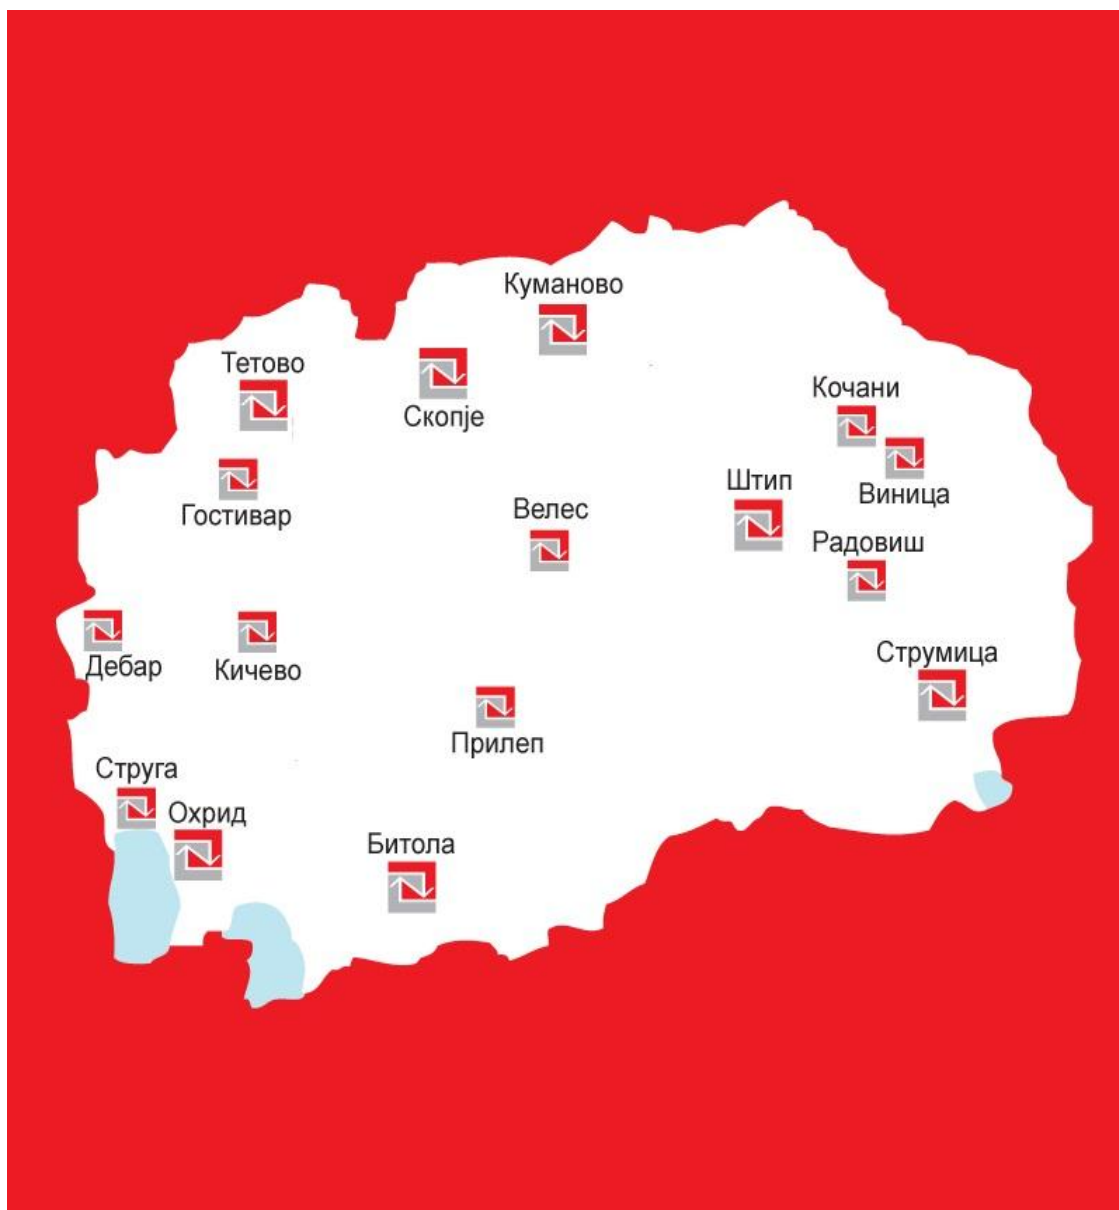 Куманово
Тетово
Скопје
Кочани
Виница
Гостивар
Штип
Велес
Радовиш
Дебар
Кичево
Струмица
Прилеп
Струга
Охрид
Битола